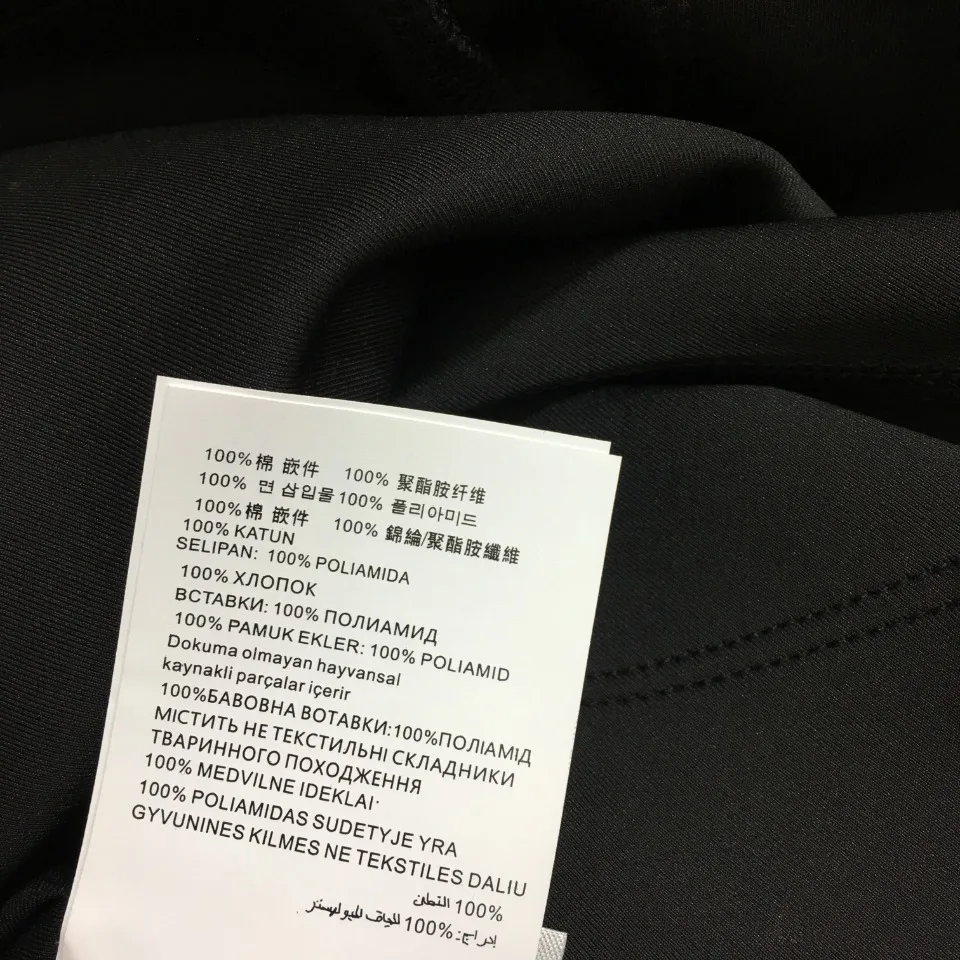 100%棉 嵌件 100% 聚酯胺纤维
100% 면 삽입물 100% 폴리아미드
100%棉 嵌件 100% 錦綸/聚酯胺纖維
100% KATUN
SELIPAN: 100% POLIAMIDA
100% ХЛОПОК
ВСТАВКИ: 100% ПОЛИАМИД
100% PAMUK EKLER: 100% POLIAMID
Dokuma olmayan hayvansal
kaynakli parçalar içerir
100%БАВОВНА ВОТАВКИ:100%ПОЛІАМІД
МІСТИТЬ НЕ ТЕКСТИЛЬНІ СКЛАДНИКИ
ТВАРИННОГО ПОХОДЖЕННЯ
100% MEDVILNE IDEKLAI·
100% POLIAMIDAS SUDETYJE YRA
GYVUNINES KILMES NE TEKSTILES DALIU
100% القطن
إدراج: 100%